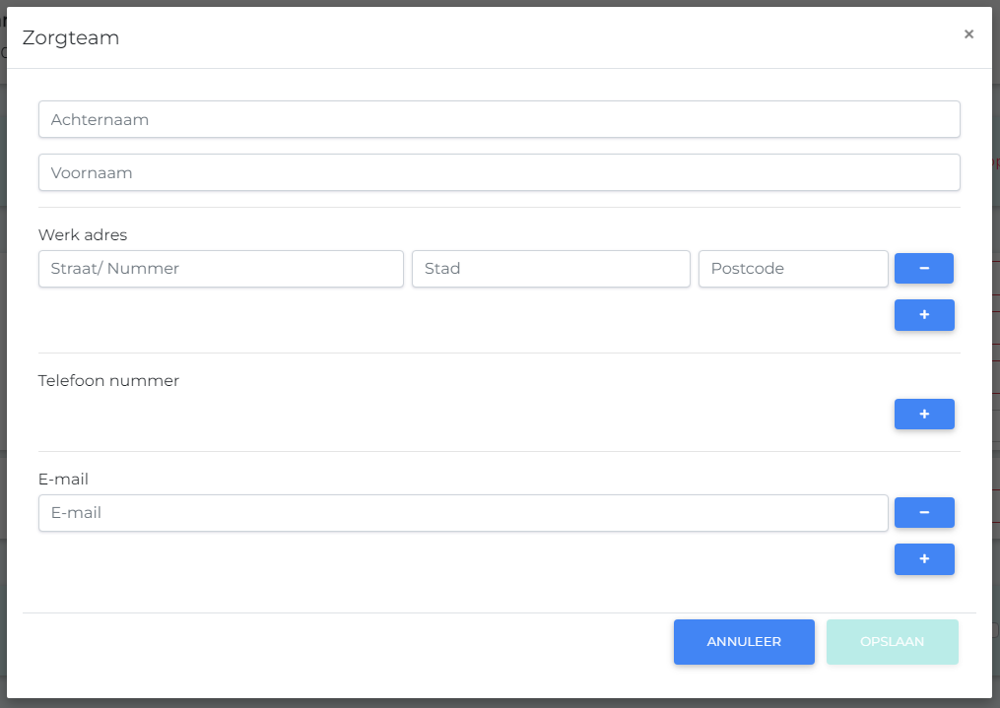 Zorgteam ×
Achternaam
Voornaam
Werk adres
Straat/ Nummer Stad Postcode −
+
Telefoon nummer
+
E-mail
E-mail −
+
ANNULEER OPSLAAN